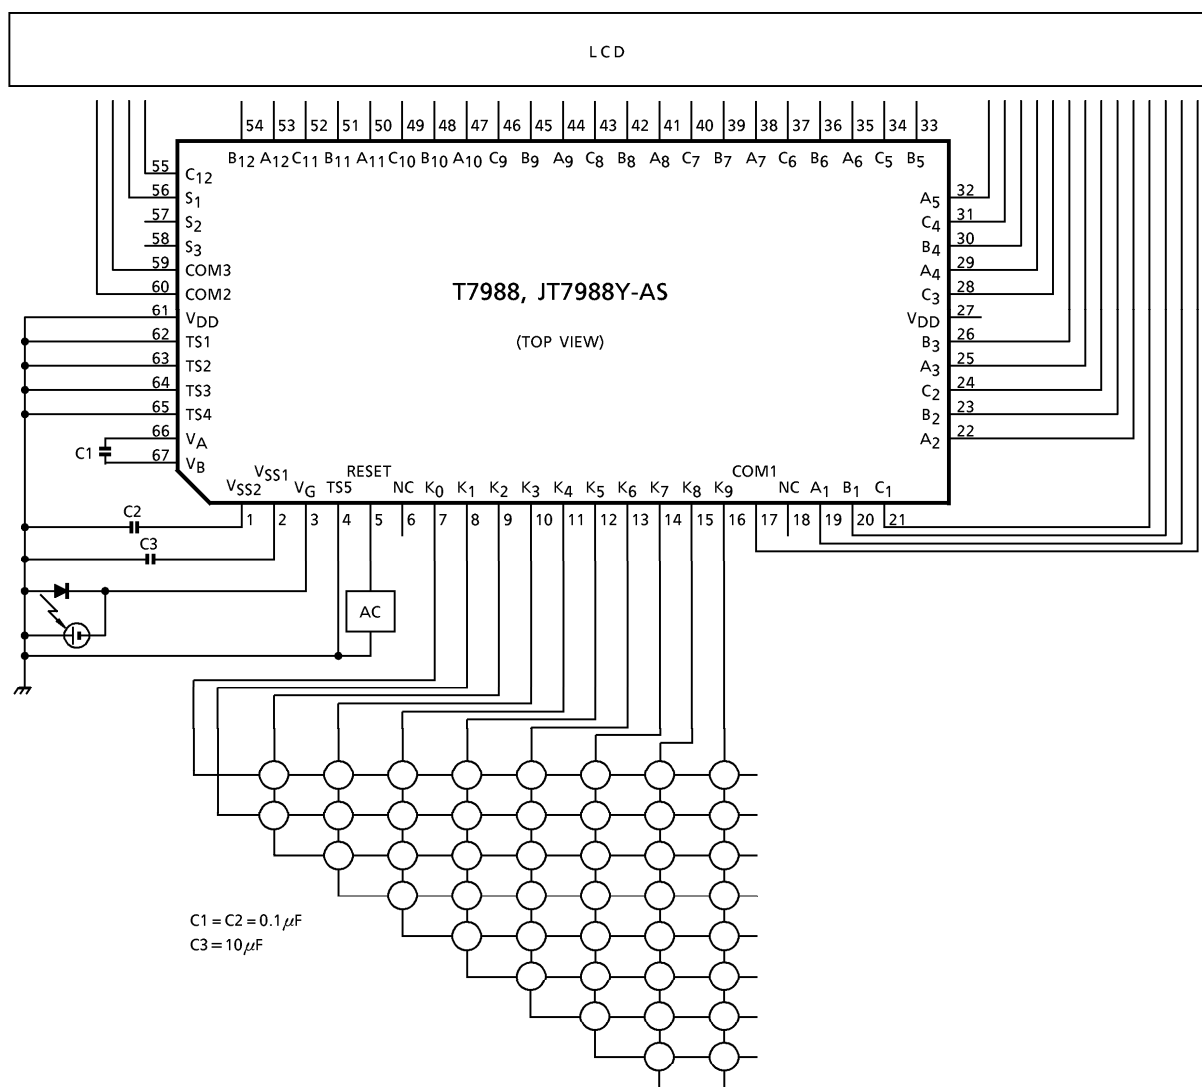 LCD
54 53 52 51 50 49 48 47 46 45 44 43 42 41 40 39 38 37 36 35 34 33
B12 A12 C11 B11 A11 C10 B10 A10 C9 B9 A9 C8 B8 A8 C7 B7 A7 C6 B6 A6 C5 B5
55 C12
56 S1
57 S2
58 S3
59 COM3
60 COM2
61 VDD
62 TS1
63 TS2
64 TS3
65 TS4
66 VA
67 VB
C1
A5 32
C4 31
B4 30
A4 29
C3 28
VDD 27
B3 26
A3 25
C2 24
B2 23
A2 22
T7988, JT7988Y-AS
(TOP VIEW)
VSS2 VSS1 VG TS5 RESET NC K0 K1 K2 K3 K4 K5 K6 K7 K8 K9 COM1 NC A1 B1 C1
1 2 3 4 5 6 7 8 9 10 11 12 13 14 15 16 17 18 19 20 21
C2
C3
AC
C1=C2=0.1μF
C3=10μF